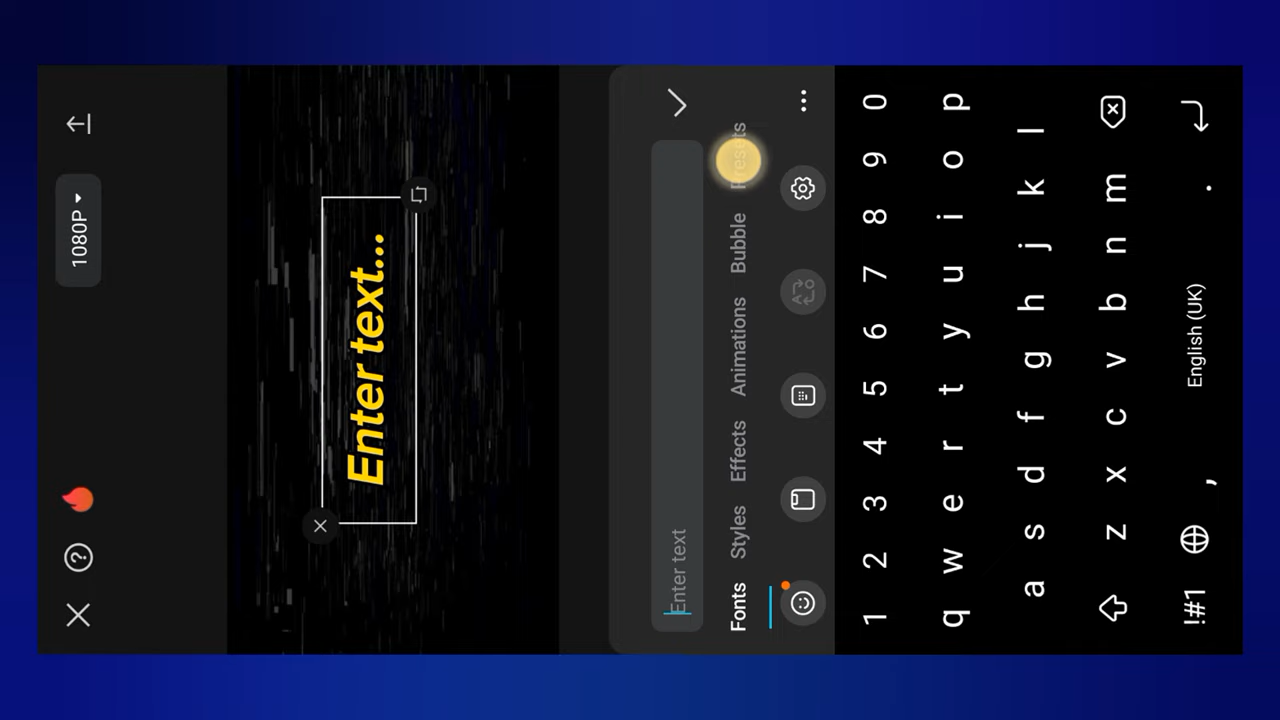 1080P
Enter text...
Enter text
Fonts Styles Effects Animations Bubble Presets
1 2 3 4 5 6 7 8 9 0
q w e r t y u i o p
a s d f g h j k l
z x c v b n m
!#1 , English (UK) .